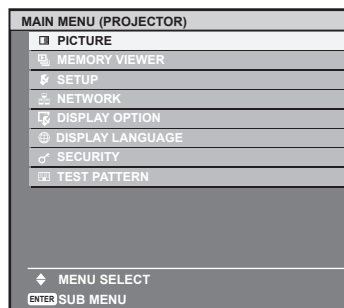 MAIN MENU (PROJECTOR)
PICTURE
MEMORY VIEWER
SETUP
NETWORK
DISPLAY OPTION
DISPLAY LANGUAGE
SECURITY
TEST PATTERN
MENU SELECT
ENTER SUB MENU